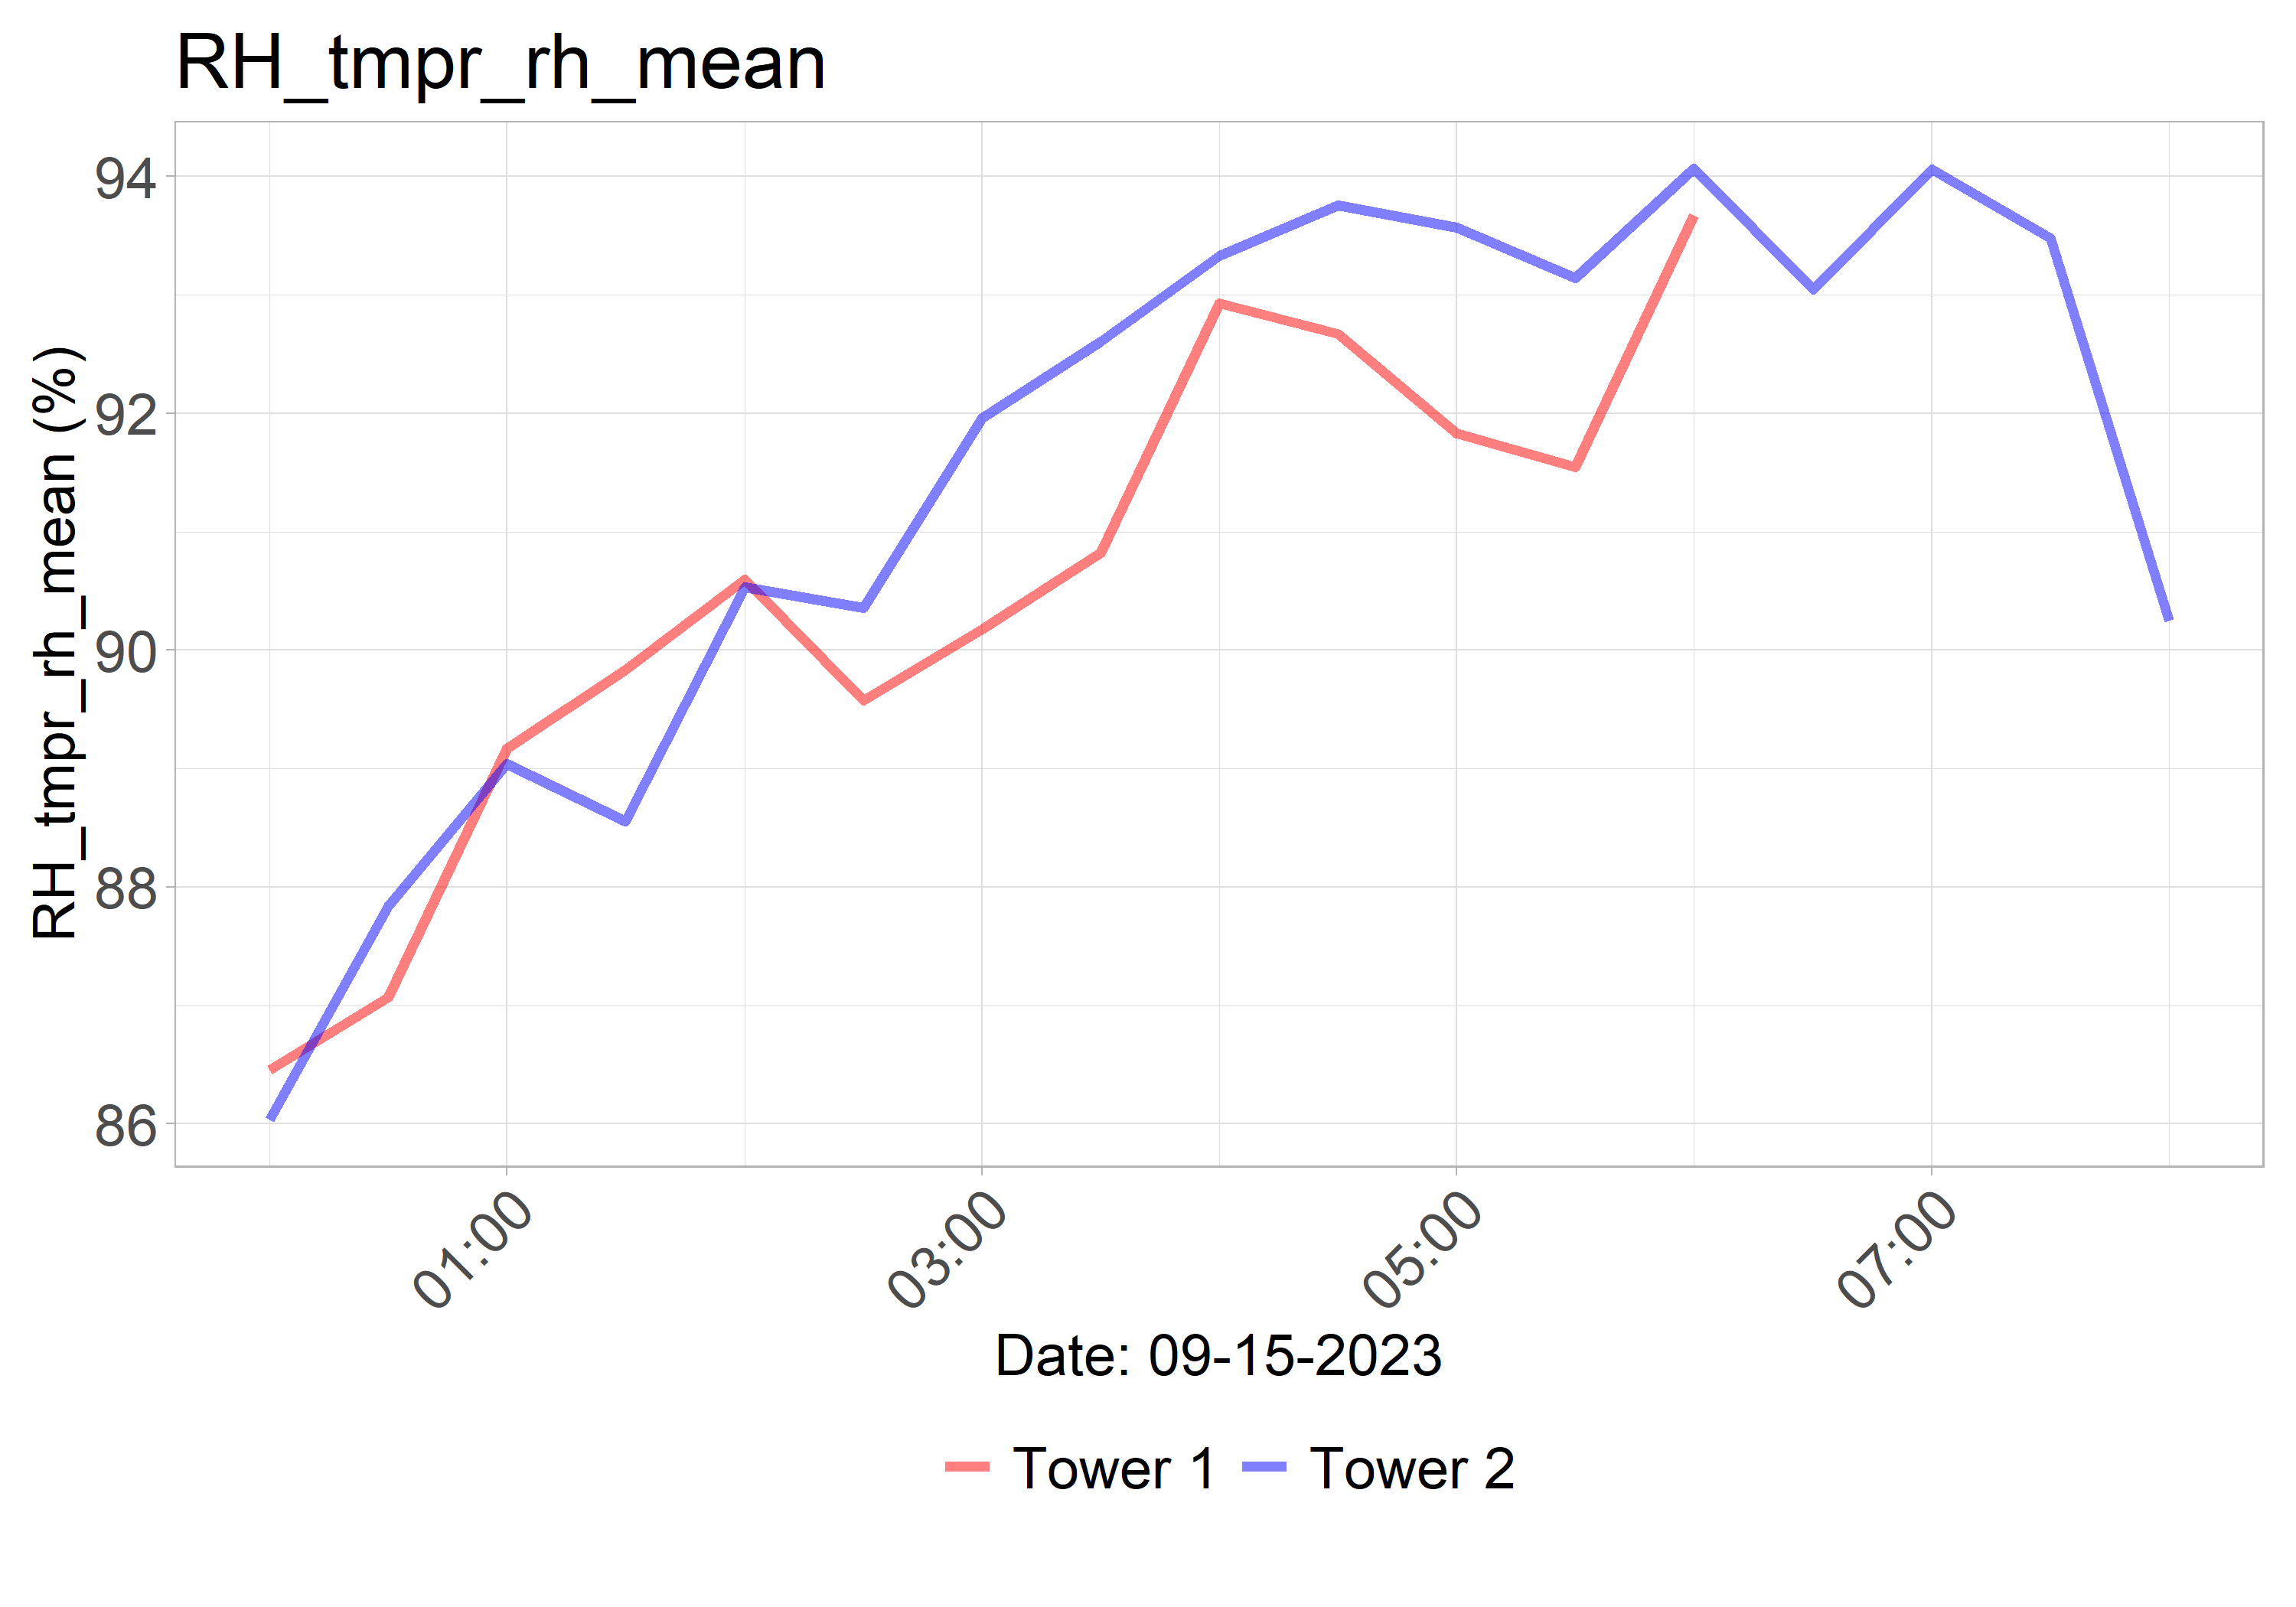 RH_tmpr_rh_mean
RH_tmpr_rh_mean (%)
94
92
90
88
86
01:00
03:00
05:00
07:00
Date: 09-15-2023
Tower 1
Tower 2